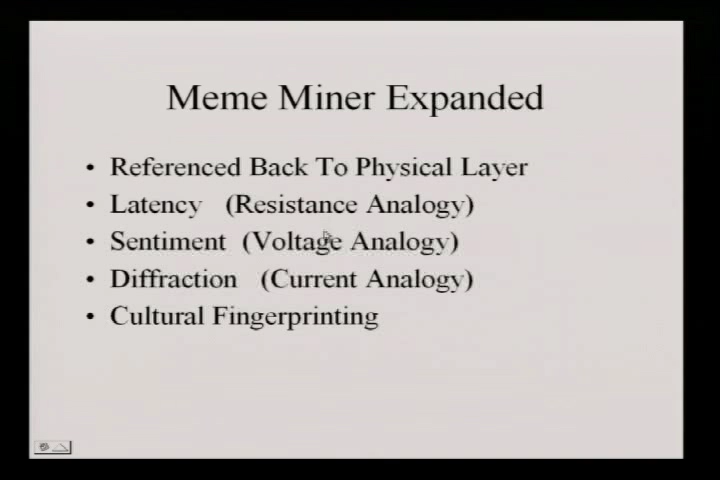 Meme Miner Expanded
• Referenced Back To Physical Layer
• Latency (Resistance Analogy)
• Sentiment (Voltage Analogy)
• Diffraction (Current Analogy)
• Cultural Fingerprinting